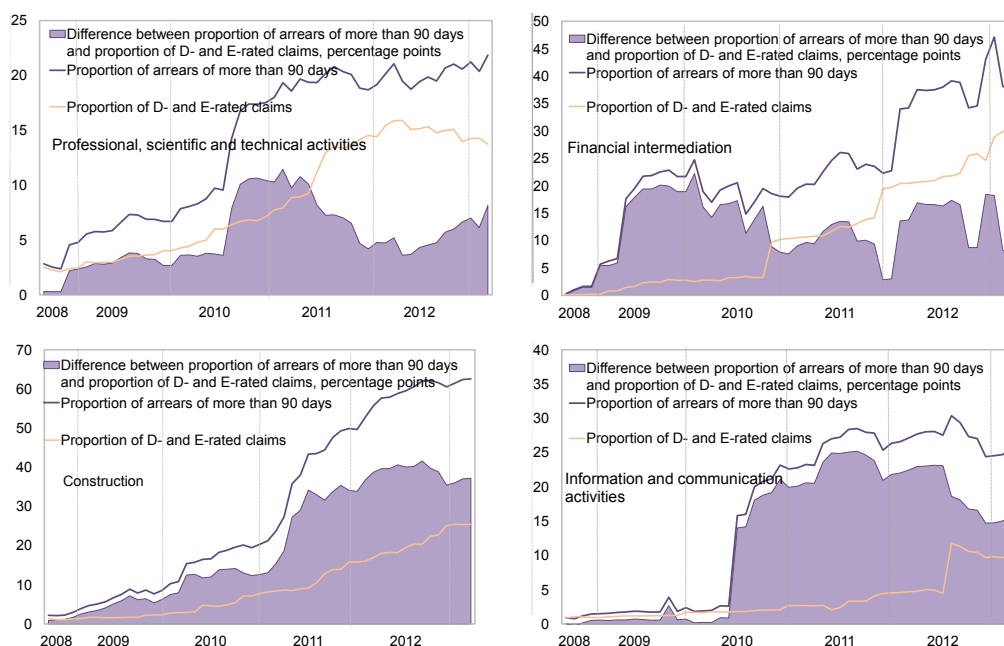 25
20
15
10
5
0
Difference between proportion of arrears of more than 90 days
and proportion of D- and E-rated claims, percentage points
Proportion of arrears of more than 90 days
Proportion of D- and E-rated claims
Professional, scientific and technical activities
2008 2009 2010 2011 2012
50
45
40
35
30
25
20
15
10
5
0
Difference between proportion of arrears of more than 90 days
and proportion of D- and E-rated claims, percentage points
Proportion of arrears of more than 90 days
Proportion of D- and E-rated claims
Financial intermediation
2008 2009 2010 2011 2012
70
60
50
40
30
20
10
0
Difference between proportion of arrears of more than 90 days
and proportion of D- and E-rated claims, percentage points
Proportion of arrears of more than 90 days
Proportion of D- and E-rated claims
Construction
2008 2009 2010 2011 2012
40
35
30
25
20
15
10
5
0
Difference between proportion of arrears of more than 90 days
and proportion of D- and E-rated claims, percentage points
Proportion of arrears of more than 90 days
Proportion of D- and E-rated claims
Information and communication
activities
2008 2009 2010 2011 2012